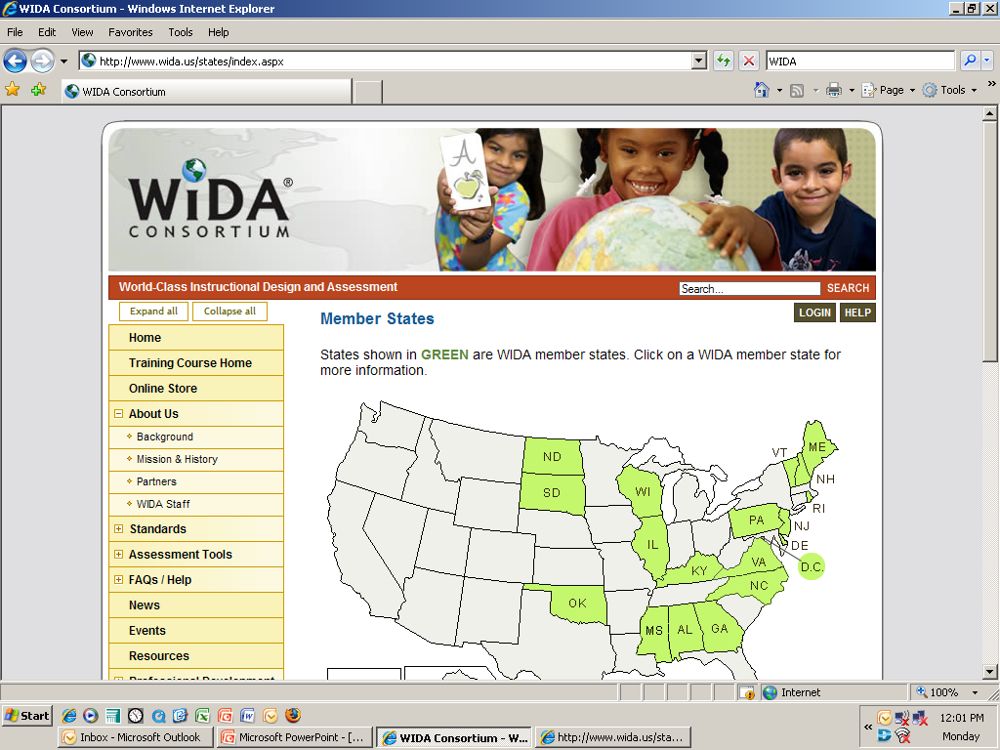 WIDA Consortium - Windows Internet Explorer
File Edit View Favorites Tools Help
http://www.wida.us/states/index.aspx
WIDA
WIDA Consortium
Page Tools »
A
WiDA®
CONSORTIUM
World-Class Instructional Design and Assessment
Search... SEARCH
Expand all Collapse all
LOGIN HELP
Home
Training Course Home
Online Store
About Us
Background
Mission & History
Partners
WIDA Staff
Standards
Assessment Tools
FAQs / Help
News
Events
Resources
Professional Development
Member States
States shown in GREEN are WIDA member states. Click on a WIDA member state for
more information.
ND
SD
WI
IL
OK
KY
MS
AL
GA
VT
ME
NH
RI
PA
NJ
DE
VA
D.C.
NC
Internet 100%
Start
« 12:01 PM
Monday
Inbox - Microsoft Outlook
Microsoft PowerPoint - [...
WIDA Consortium - W...
http://www.wida.us/sta...